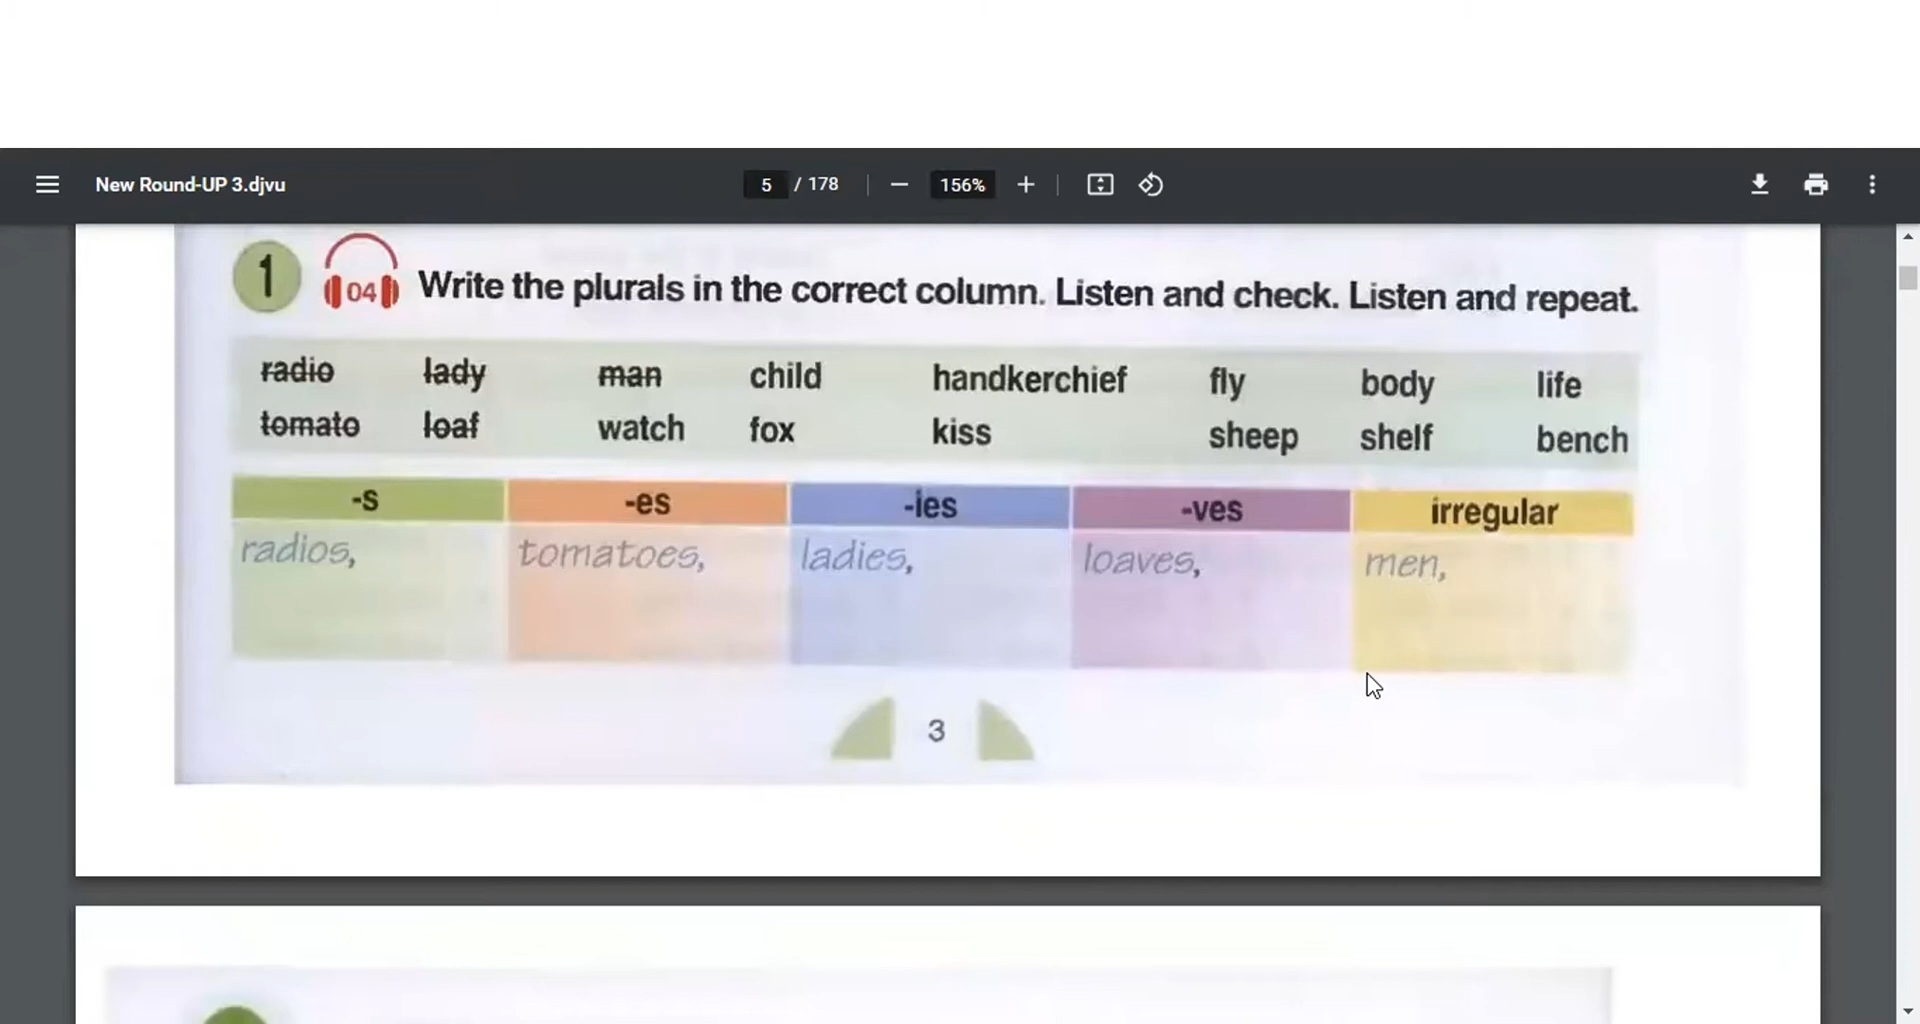 New Round-UP 3.djvu 5 / 178 156%
1 04 Write the plurals in the correct column. Listen and check. Listen and repeat.
radio lady man child handkerchief fly body life
tomato loaf watch fox kiss sheep shelf bench
-s -es -ies -ves irregular
radios, tomatoes, ladies, loaves, men,
3